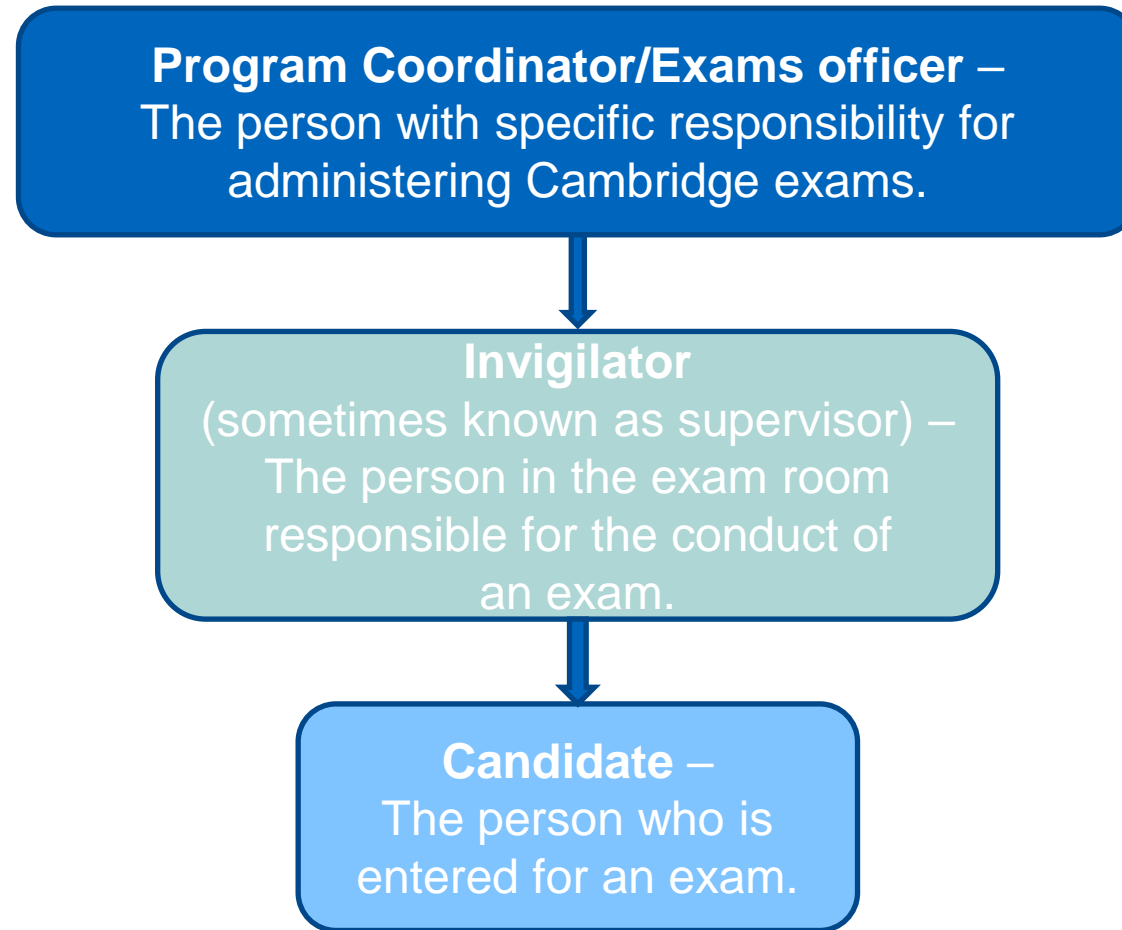 Program Coordinator/Exams officer –
The person with specific responsibility for
administering Cambridge exams.
Invigilator
(sometimes known as supervisor) –
The person in the exam room
responsible for the conduct of
an exam.
Candidate –
The person who is
entered for an exam.